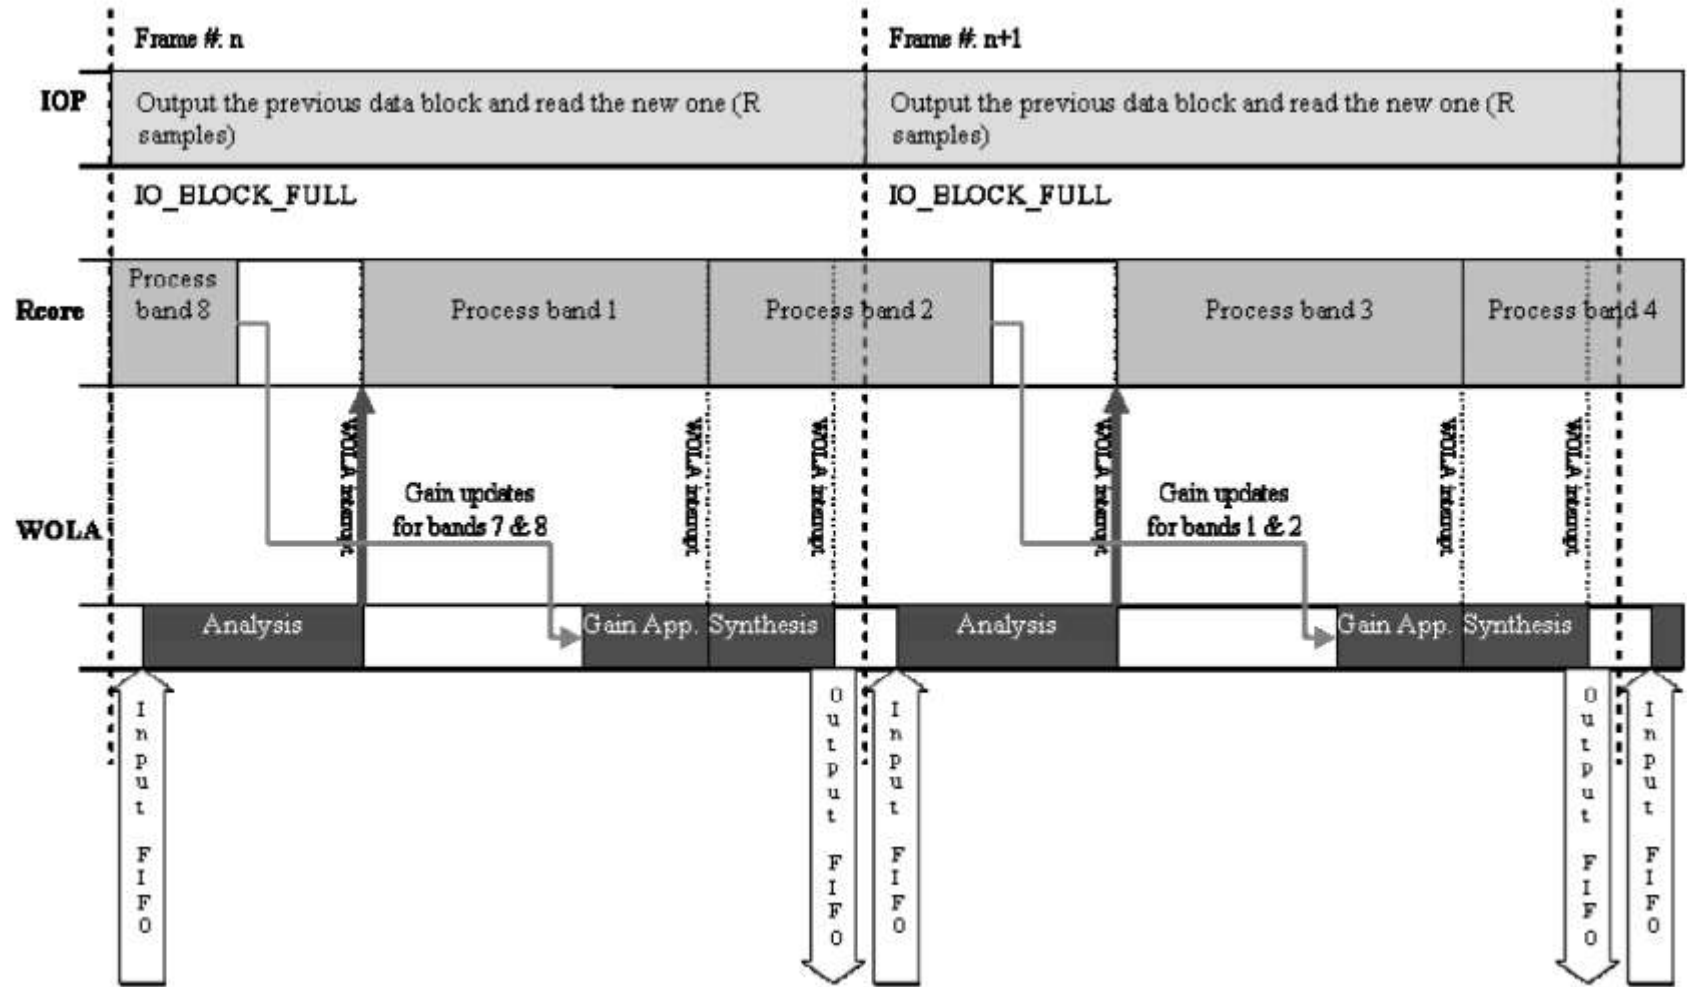 Frame #: n
Frame #: n+1
IOP
Output the previous data block and read the new one (R
samples)
Output the previous data block and read the new one (R
samples)
IO_BLOCK_FULL
IO_BLOCK_FULL
Rcore
Process
band 8
Process band 1
Process band 2
Process band 3
Process band 4
WOLA interrupt
WOLA interrupt
WOLA interrupt
WOLA interrupt
WOLA interrupt
WOLA interrupt
Gain updates
for bands 7 & 8
Gain updates
for bands 1 & 2
WOLA
Analysis
Gain App.
Synthesis
Analysis
Gain App.
Synthesis
Input FIFO
Output FIFO
Input FIFO
Output FIFO
Input FIFO